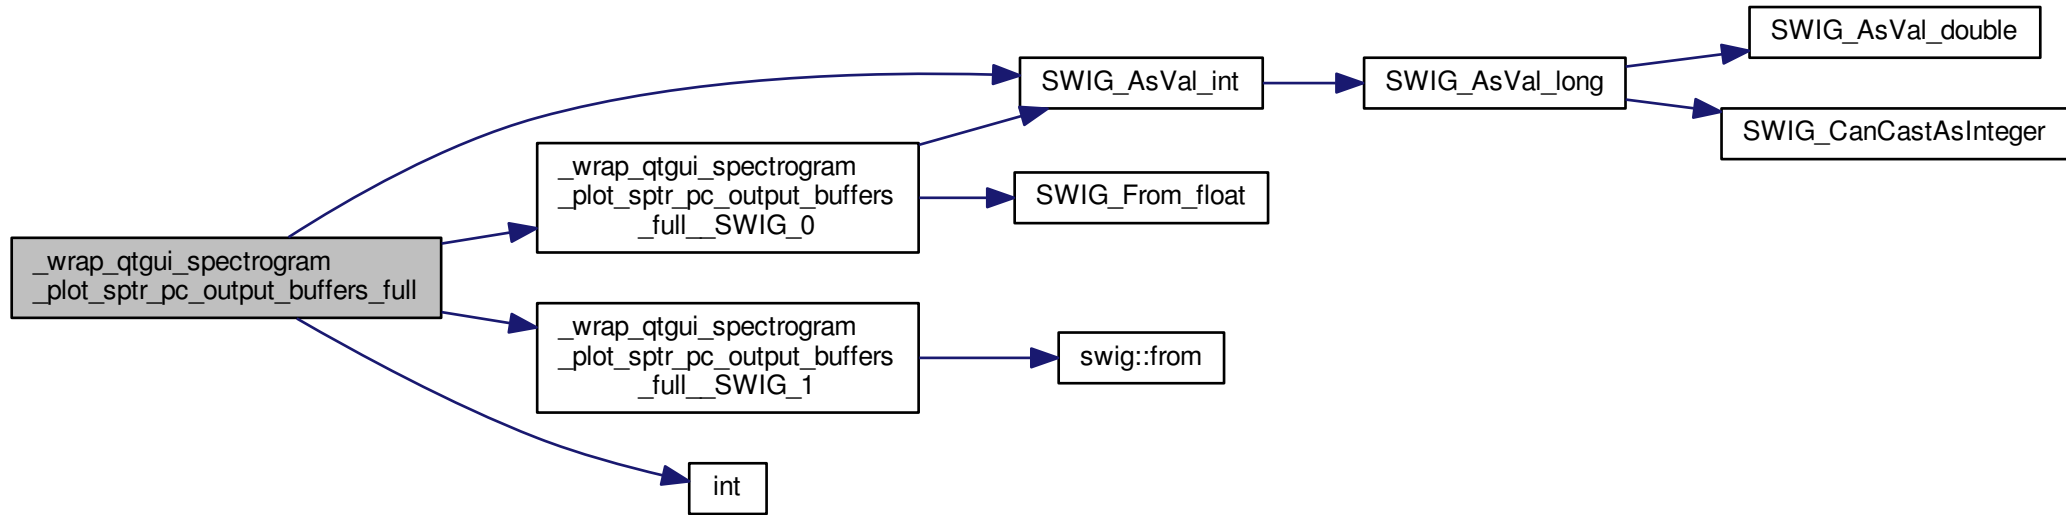 _wrap_qtgui_spectrogram
_plot_sptr_pc_output_buffers_full
_wrap_qtgui_spectrogram
_plot_sptr_pc_output_buffers
_full__SWIG_0
_wrap_qtgui_spectrogram
_plot_sptr_pc_output_buffers
_full__SWIG_1
int
SWIG_AsVal_int
SWIG_From_float
swig::from
SWIG_AsVal_long
SWIG_AsVal_double
SWIG_CanCastAsInteger